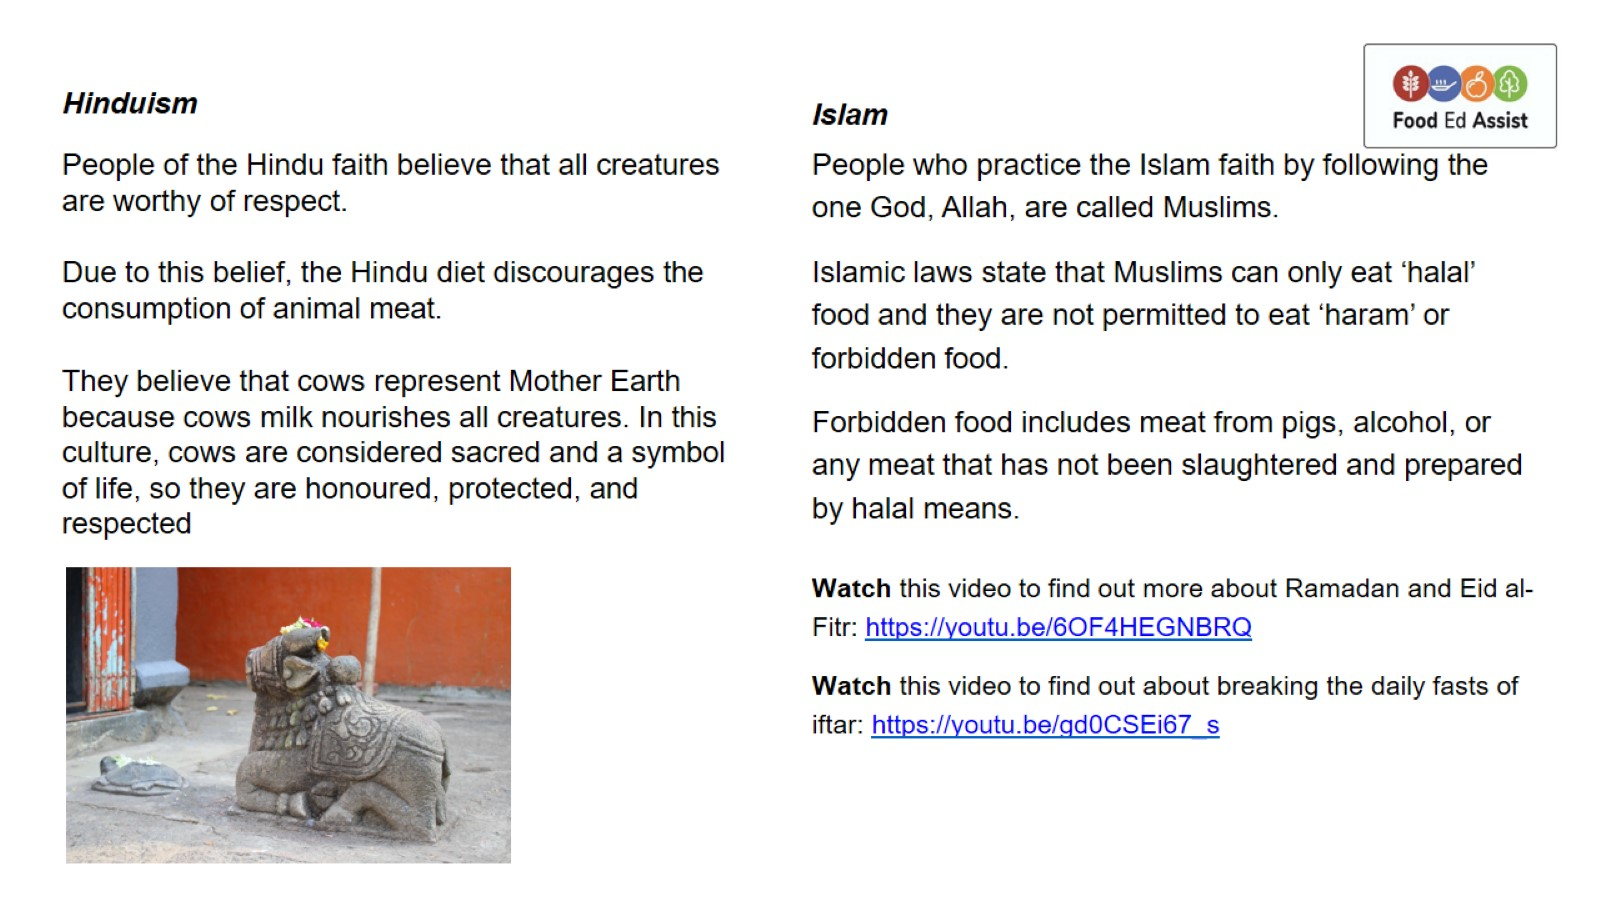 Hinduism
People of the Hindu faith believe that all creatures
are worthy of respect.
Due to this belief, the Hindu diet discourages the
consumption of animal meat.
They believe that cows represent Mother Earth
because cows milk nourishes all creatures. In this
culture, cows are considered sacred and a symbol
of life, so they are honoured, protected, and
respected
Food Ed Assist
Islam
People who practice the Islam faith by following the
one God, Allah, are called Muslims.
Islamic laws state that Muslims can only eat ‘halal’
food and they are not permitted to eat ‘haram’ or
forbidden food.
Forbidden food includes meat from pigs, alcohol, or
any meat that has not been slaughtered and prepared
by halal means.
Watch this video to find out more about Ramadan and Eid al-
Fitr: https://youtu.be/6OF4HEGNBRQ
Watch this video to find out about breaking the daily fasts of
iftar: https://youtu.be/gd0CSEi67_s